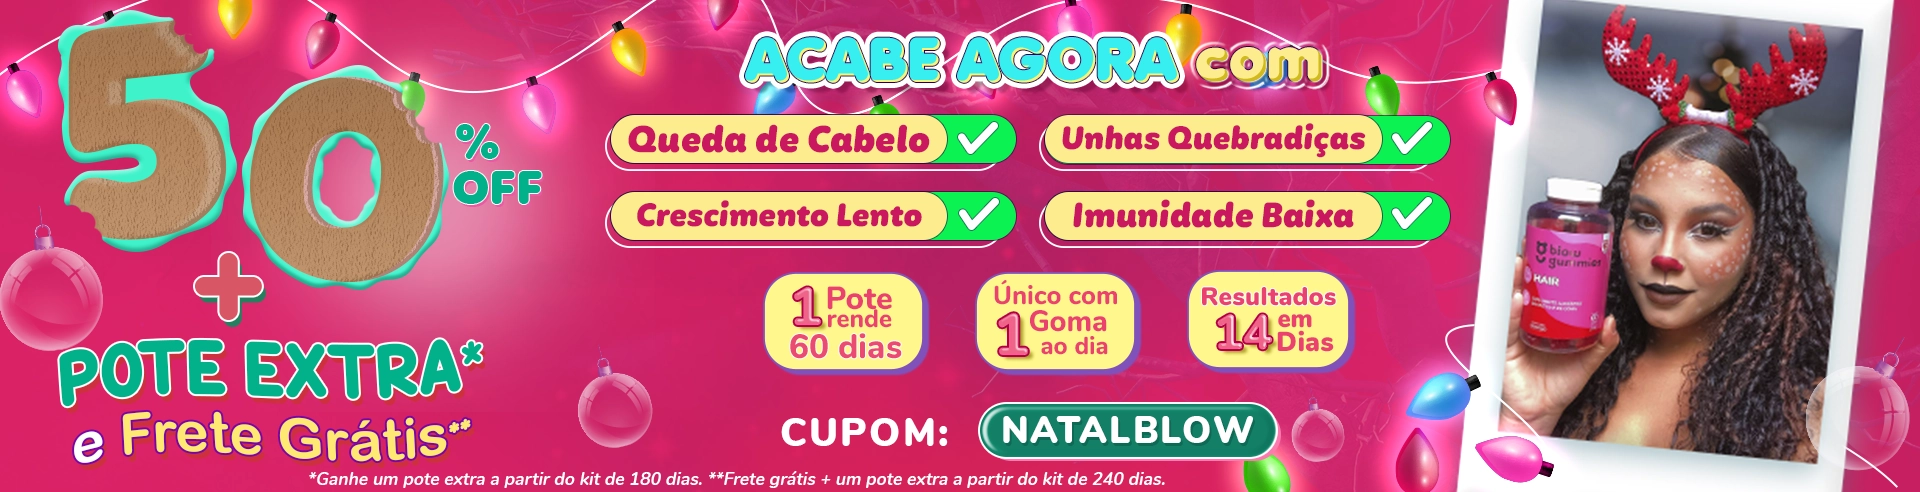 50
%
OFF
+
POTE EXTRA*
e Frete Grátis**
ACABE AGORA com
Queda de Cabelo
Unhas Quebradiças
Crescimento Lento
Imunidade Baixa
1 Pote
rende
60 dias
Único com
1 Goma
ao dia
Resultados
14 em
Dias
CUPOM: NATALBLOW
*Ganhe um pote extra a partir do kit de 180 dias. **Frete grátis + um pote extra a partir do kit de 240 dias.
gummies
HAIR